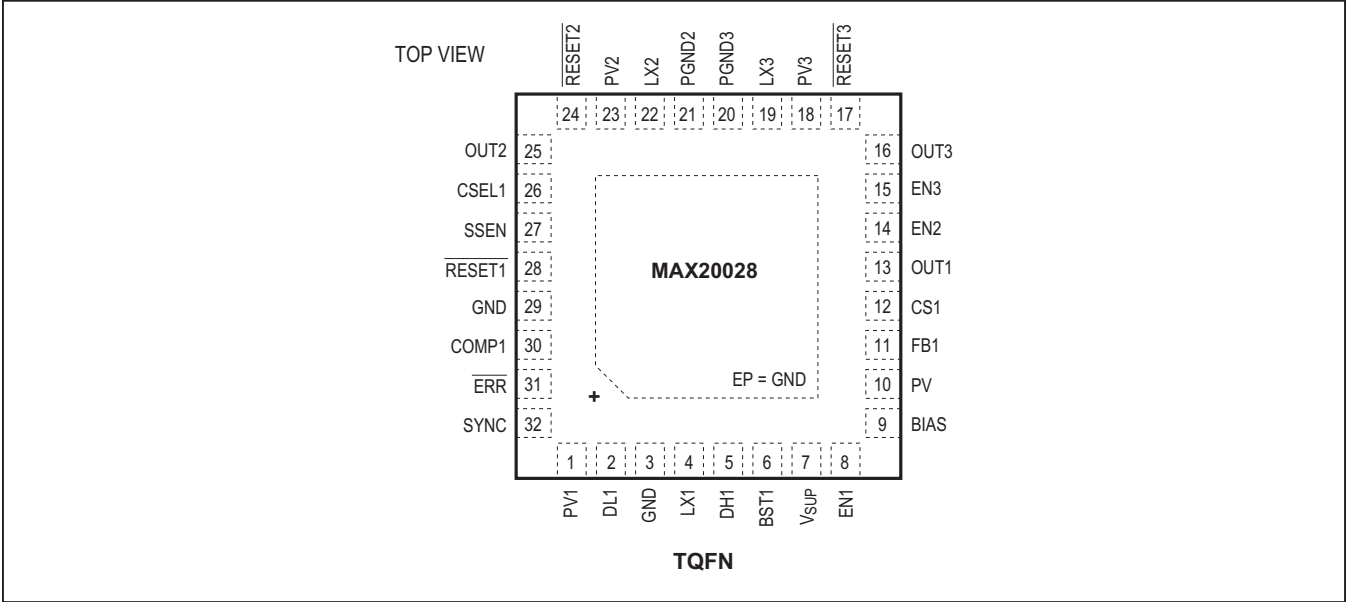 TOP VIEW
RESET2 PV2 LX2 PGND2 PGND3 LX3 PV3 RESET3
24 23 22 21 20 19 18 17
OUT2 25 16 OUT3
CSEL1 26 15 EN3
SSEN 27 14 EN2
RESET1 28 MAX20028 13 OUT1
GND 29 12 CS1
COMP1 30 11 FB1
ERR 31 EP = GND 10 PV
+
SYNC 32 9 BIAS
1 2 3 4 5 6 7 8
PV1 DL1 GND LX1 DH1 BST1 VSUP EN1
TQFN